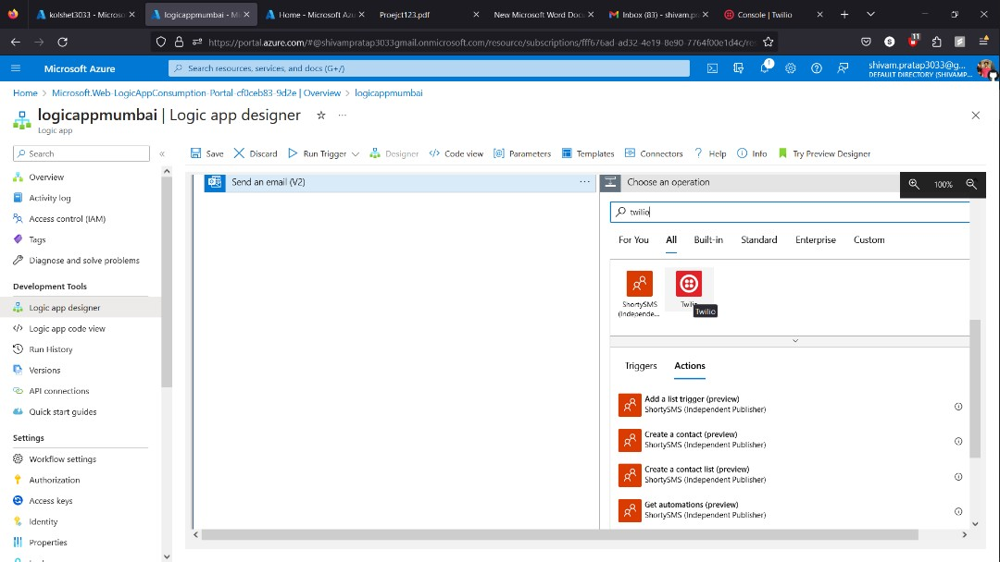 kolshet3033 - Microso
logicappmumbai - Mi
Home - Microsoft Azu
Proejct123.pdf
New Microsoft Word Doc
Inbox (83) - shivam.pr
Console | Twilio
https://portal.azure.com/#@shivampratap3033gmail.onmicrosoft.com/resource/subscriptions/fff676ad-ad32-4e19-8e90-7764f00e1d4c/re
11
Microsoft Azure
Search resources, services, and docs (G+/)
1
shivam.pratap3033@g...
DEFAULT DIRECTORY (SHIVAMP...
Home > Microsoft.Web-LogicAppConsumption-Portal-cf0ceb83-9d2e | Overview > logicappmumbai
logicappmumbai | Logic app designer
Logic app
Search
Save
Discard
Run Trigger
Designer
Code view
Parameters
Templates
Connectors
Help
Info
Try Preview Designer
Overview
Activity log
Access control (IAM)
Tags
Diagnose and solve problems
Development Tools
Logic app designer
Logic app code view
Run History
Versions
API connections
Quick start guides
Settings
Workflow settings
Authorization
Access keys
Identity
Properties
Send an email (V2)
Choose an operation
100%
twilio
For You
All
Built-in
Standard
Enterprise
Custom
ShortySMS
(Independe...
Twilio
Triggers
Actions
Add a list trigger (preview)
ShortySMS (Independent Publisher)
Create a contact (preview)
ShortySMS (Independent Publisher)
Create a contact list (preview)
ShortySMS (Independent Publisher)
Get automations (preview)
ShortySMS (Independent Publisher)